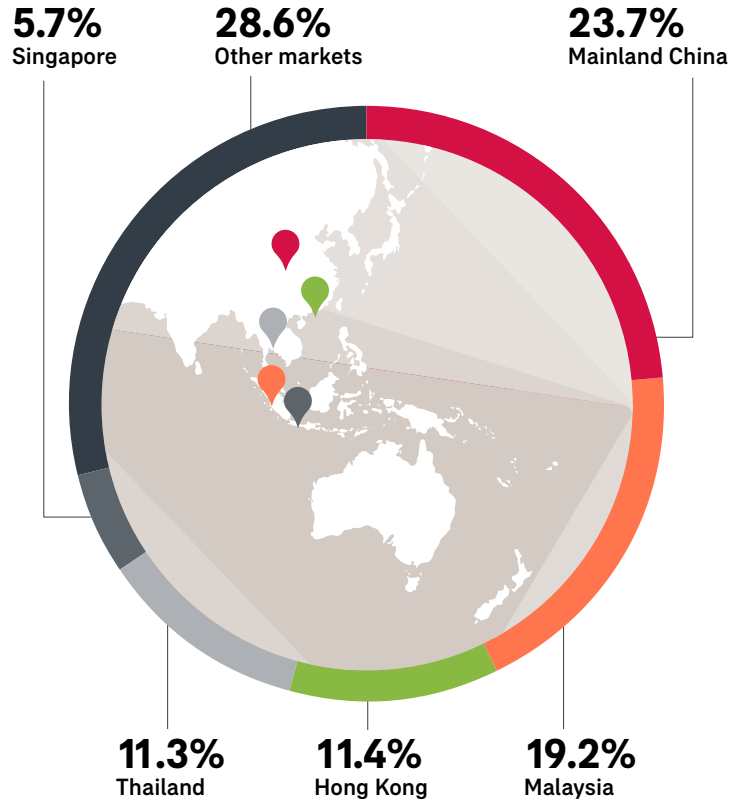 5.7%
Singapore
28.6%
Other markets
23.7%
Mainland China
11.3%
Thailand
11.4%
Hong Kong
19.2%
Malaysia